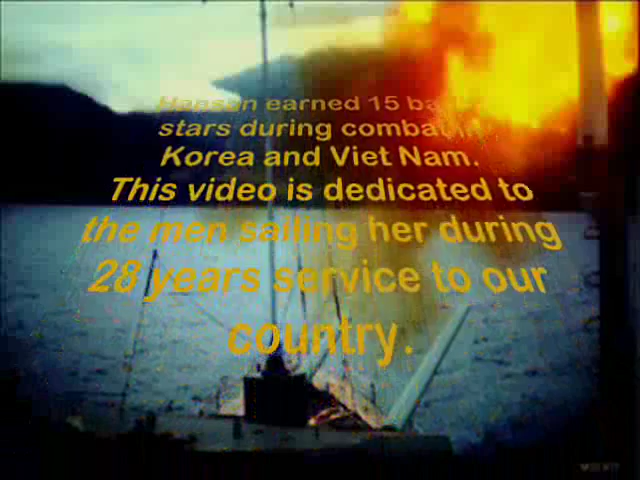 Hanson earned 15
stars during combat in
Korea and Viet Nam.
This video is dedicated to
the men sailing her during
28 years service to our
country.